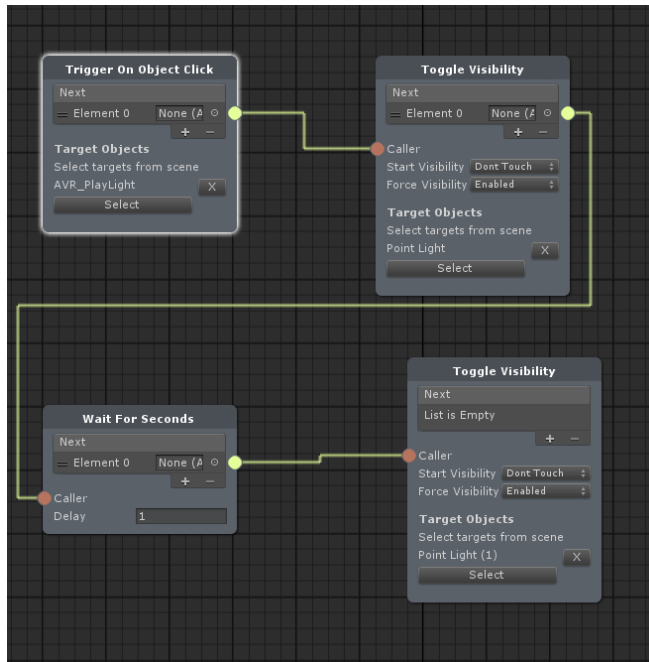 Trigger On Object Click
Next
Element 0 None (A
+ −
Target Objects
Select targets from scene
AVR_PlayLight X
Select
Toggle Visibility
Next
Element 0 None (A
+ −
Caller
Start Visibility Dont Touch
Force Visibility Enabled
Target Objects
Select targets from scene
Point Light X
Select
Wait For Seconds
Next
Element 0 None (A
+ −
Caller
Delay 1
Toggle Visibility
Next
List is Empty
+ −
Caller
Start Visibility Dont Touch
Force Visibility Enabled
Target Objects
Select targets from scene
Point Light (1) X
Select